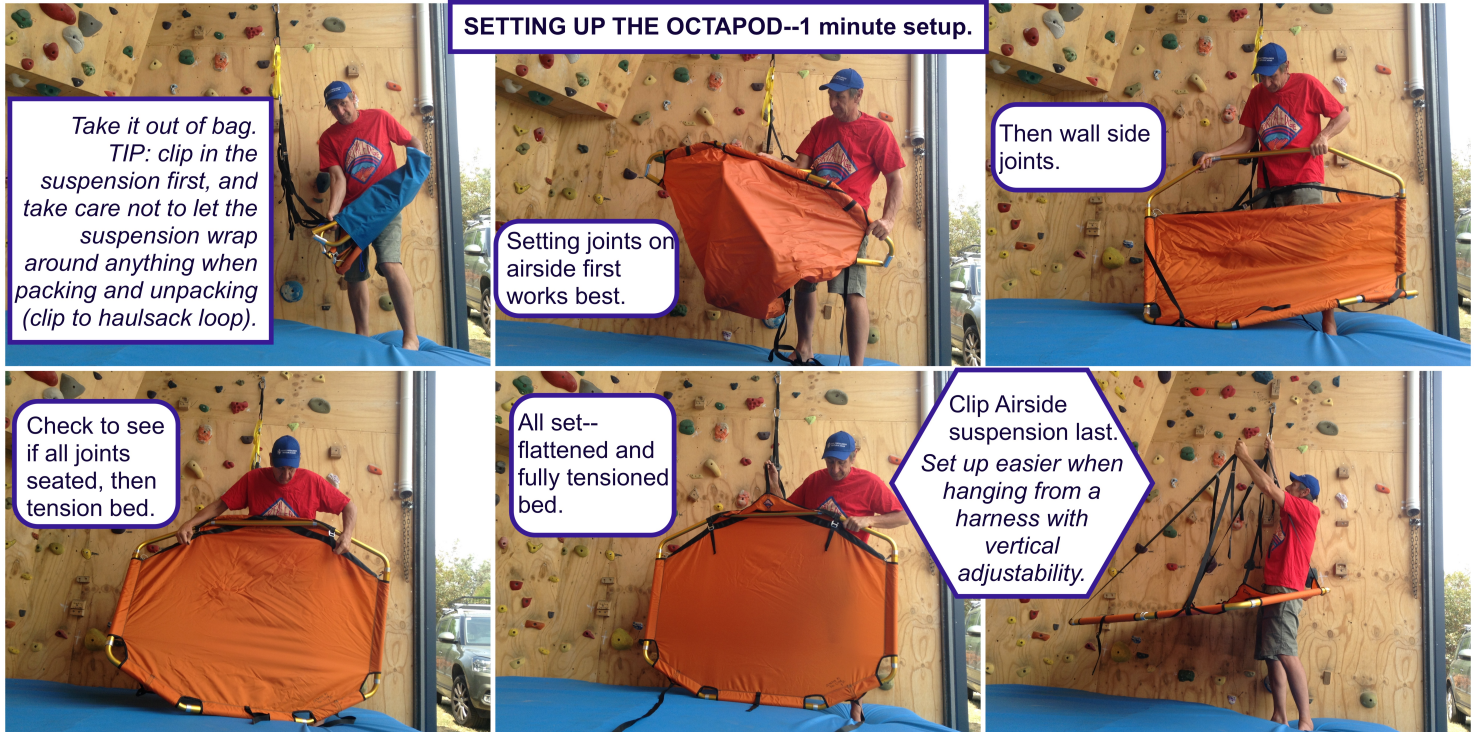 SETTING UP THE OCTAPOD--1 minute setup.
Take it out of bag.
TIP: clip in the
suspension first, and
take care not to let the
suspension wrap
around anything when
packing and unpacking
(clip to haulsack loop).
Setting joints on
airside first
works best.
Then wall side
joints.
Check to see
if all joints
seated, then
tension bed.
All set--
flattened and
fully tensioned
bed.
Clip Airside
suspension last.
Set up easier when
hanging from a
harness with
vertical
adjustability.